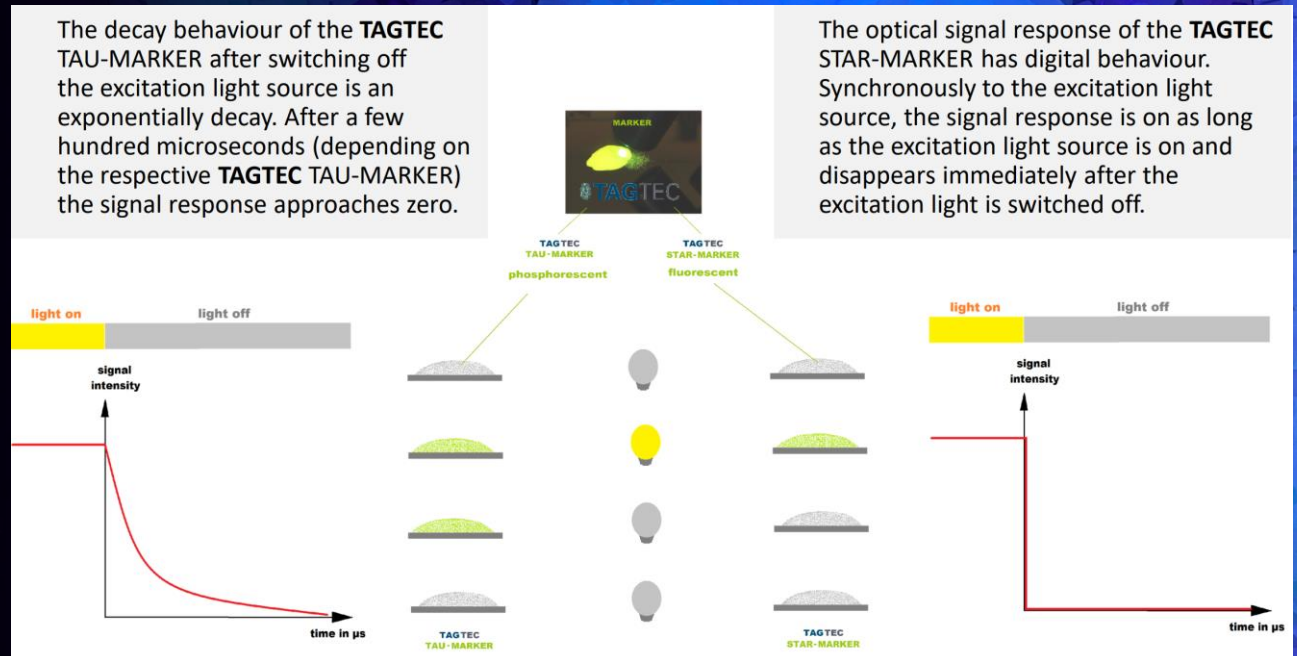 The decay behaviour of the TAGTEC
TAU-MARKER after switching off
the excitation light source is an
exponentially decay. After a few
hundred microseconds (depending on
the respective TAGTEC TAU-MARKER)
the signal response approaches zero.
The optical signal response of the TAGTEC
STAR-MARKER has digital behaviour.
Synchronously to the excitation light
source, the signal response is on as long
as the excitation light source is on and
disappears immediately after the
excitation light is switched off.
MARKER
TAGTEC
TAGTEC
TAU-MARKER
phosphorescent
TAGTEC
STAR-MARKER
fluorescent
light on
light off
signal
intensity
time in µs
light on
light off
signal
intensity
time in µs
TAGTEC
TAU-MARKER
TAGTEC
STAR-MARKER